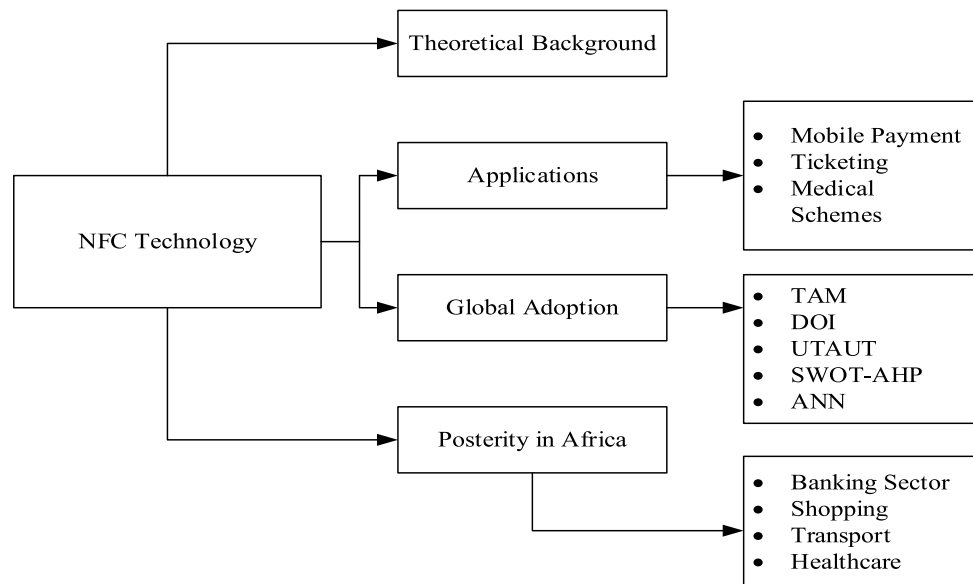 Theoretical Background
NFC Technology
Applications
• Mobile Payment
• Ticketing
• Medical
Schemes
Global Adoption
• TAM
• DOI
• UTAUT
• SWOT-AHP
• ANN
Posterity in Africa
• Banking Sector
• Shopping
• Transport
• Healthcare